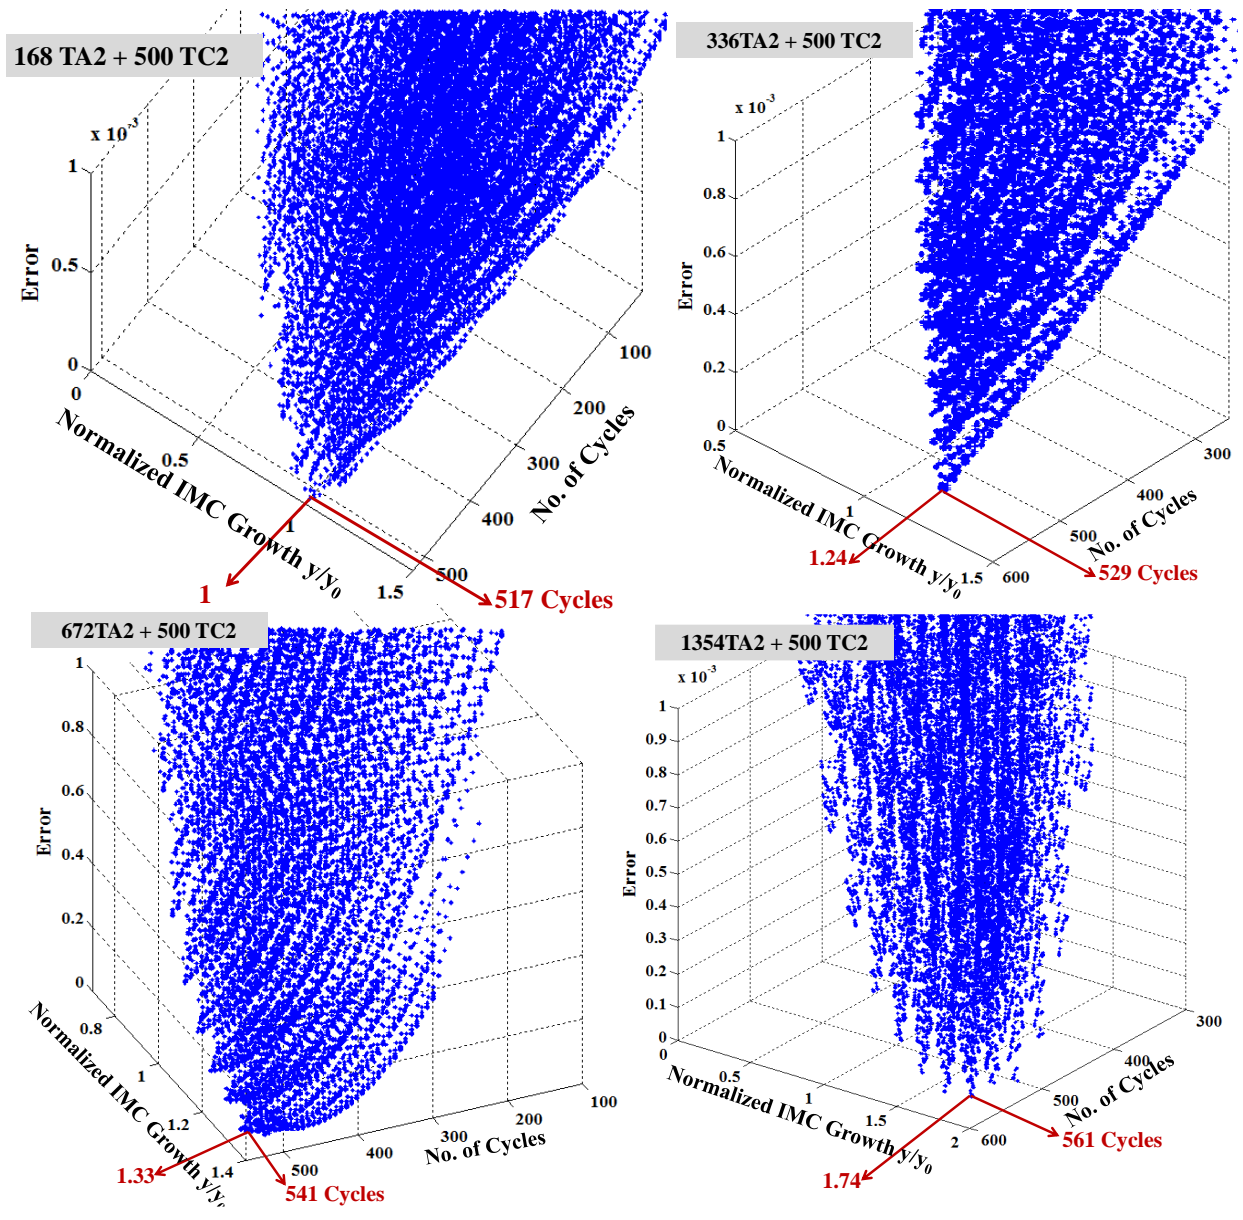 168 TA2 + 500 TC2
x 10⁻³
1
0.5
0
Error
0
0.5
1
1.5
Normalized IMC Growth y/y₀
100
200
300
400
500
No. of Cycles
1
517 Cycles
336TA2 + 500 TC2
x 10⁻³
1
0.8
0.6
0.4
0.2
0
Error
0.5
1
1.5
Normalized IMC Growth y/y₀
300
400
500
600
No. of Cycles
1.24
529 Cycles
672TA2 + 500 TC2
1
0.8
0.6
0.4
0.2
0
Error
0.8
1
1.2
1.4
Normalized IMC Growth y/y₀
100
200
300
400
500
No. of Cycles
1.33
541 Cycles
1354TA2 + 500 TC2
x 10⁻³
1
0.9
0.8
0.7
0.6
0.5
0.4
0.3
0.2
0.1
0
Error
0
0.5
1
1.5
2
Normalized IMC Growth y/y₀
300
400
500
600
No. of Cycles
1.74
561 Cycles